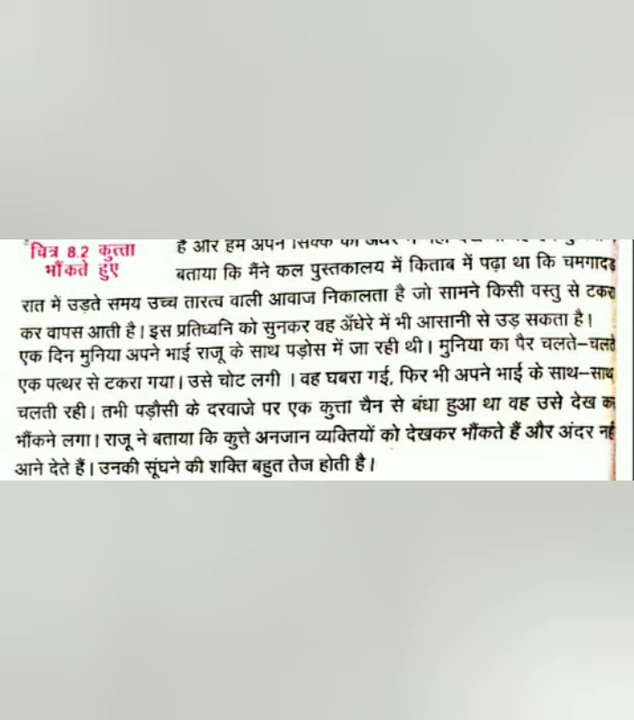 चित्र 8.2 कुत्ता
भौंकते हुए
है और हम अपने सिक्के को
बताया कि मैंने कल पुस्तकालय में किताब में पढ़ा था कि चमगादड़
रात में उड़ते समय उच्च तारत्व वाली आवाज निकालता है जो सामने किसी वस्तु से टकरा
कर वापस आती है। इस प्रतिध्वनि को सुनकर वह अँधेरे में भी आसानी से उड़ सकता है।
एक दिन मुनिया अपने भाई राजू के साथ पड़ोस में जा रही थी। मुनिया का पैर चलते–चलते
एक पत्थर से टकरा गया। उसे चोट लगी । वह घबरा गई, फिर भी अपने भाई के साथ–साथ
चलती रही। तभी पड़ौसी के दरवाजे पर एक कुत्ता चैन से बंधा हुआ था वह उसे देख
भौंकने लगा। राजू ने बताया कि कुत्ते अनजान व्यक्तियों को देखकर भौंकते हैं और अंदर
आने देते हैं। उनकी सूंघने की शक्ति बहुत तेज होती है।